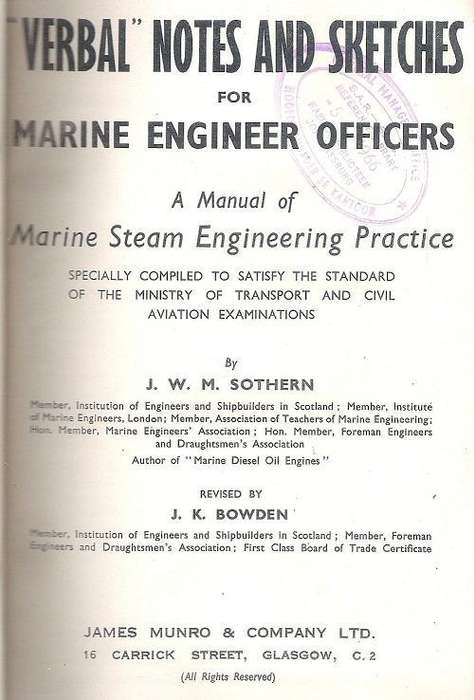 "VERBAL" NOTES AND SKETCHES
FOR
MARINE ENGINEER OFFICERS
A Manual of
Marine Steam Engineering Practice
SPECIALLY COMPILED TO SATISFY THE STANDARD
OF THE MINISTRY OF TRANSPORT AND CIVIL
AVIATION EXAMINATIONS
By
J. W. M. SOTHERN
Member, Institution of Engineers and Shipbuilders in Scotland; Member, Institute
of Marine Engineers, London; Member, Association of Teachers of Marine Engineering;
Hon. Member, Marine Engineers' Association; Hon. Member, Foreman Engineers
and Draughtsmen's Association
Author of "Marine Diesel Oil Engines"
REVISED BY
J. K. BOWDEN
Member, Institution of Engineers and Shipbuilders in Scotland; Member, Foreman
Engineers and Draughtsmen's Association; First Class Board of Trade Certificate
JAMES MUNRO & COMPANY LTD.
16 CARRICK STREET, GLASGOW, C. 2
(All Rights Reserved)